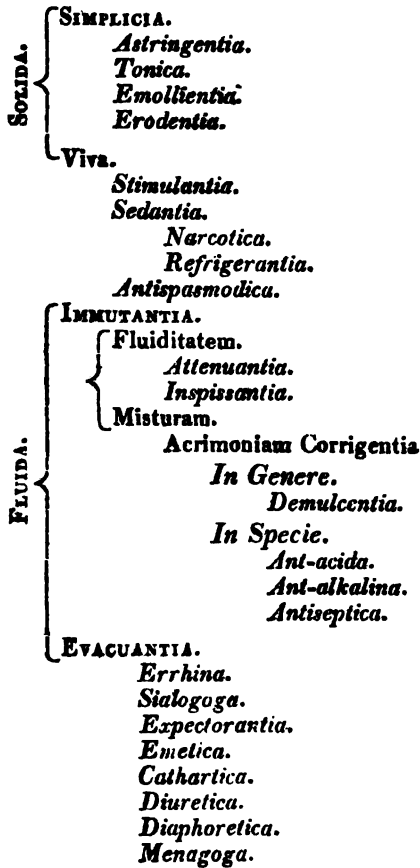 SOLIDA.
SIMPLICIA.
Astringentia.
Tonica.
Emollientia.
Erodentia.
Viva.
Stimulantia.
Sedantia.
Narcotica.
Refrigerantia.
Antispasmodica.
FLUIDA.
IMMUTANTIA.
Fluiditatem.
Attenuantia.
Inspissantia.
Misturam.
Acrimoniam Corrigentia
In Genere.
Demulcentia.
In Specie.
Ant-acida.
Ant-alkalina.
Antiseptica.
EVACUANTIA.
Errhina.
Sialogoga.
Expectorantia.
Emetica.
Cathartica.
Diuretica.
Diaphoretica.
Menagoga.